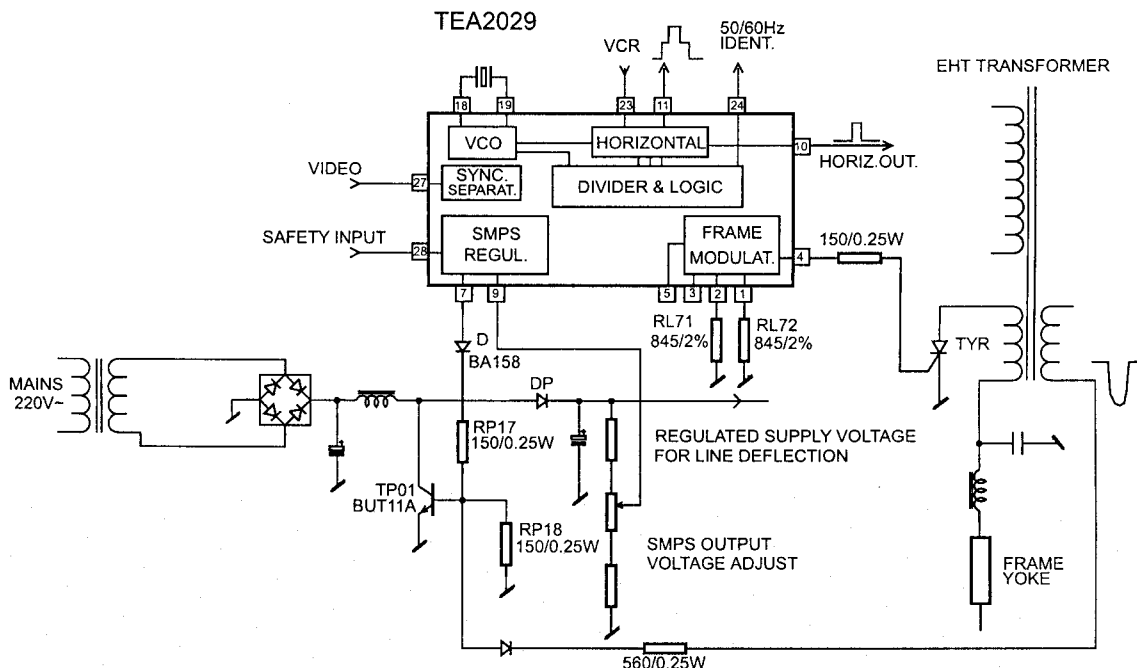 TEA2029
VCR
50/60Hz
IDENT.
EHT TRANSFORMER
18
19
23
11
24
VCO
HORIZONTAL
10
HORIZ.OUT.
VIDEO
27
SYNC.
SEPARAT.
DIVIDER & LOGIC
SAFETY INPUT
28
SMPS
REGUL.
FRAME
MODULAT.
4
150/0.25W
7
9
5
3
2
1
RL71
845/2%
RL72
845/2%
D
BA158
TYR
MAINS
220V~
DP
RP17
150/0.25W
REGULATED SUPPLY VOLTAGE
FOR LINE DEFLECTION
TP01
BUT11A
RP18
150/0.25W
SMPS OUTPUT
VOLTAGE ADJUST
FRAME
YOKE
560/0.25W